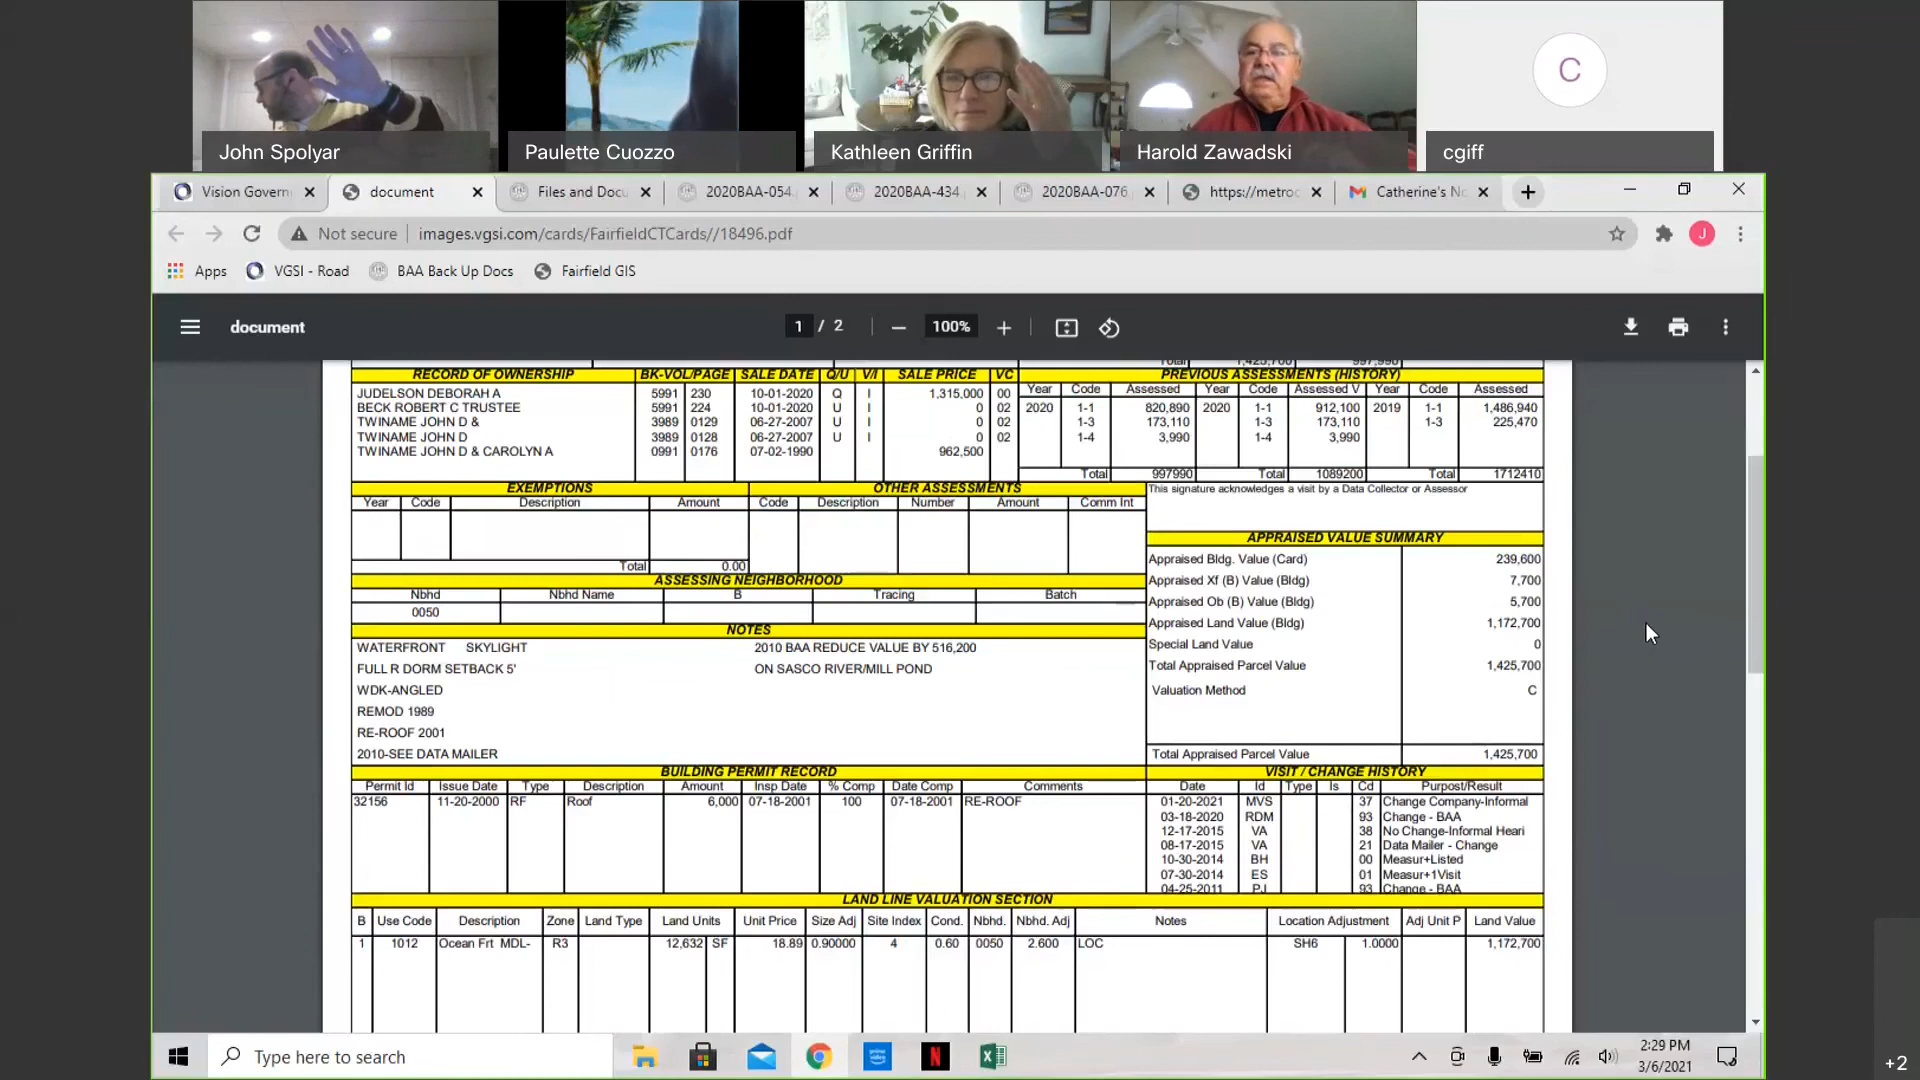 John Spolyar
Paulette Cuozzo
Kathleen Griffin
Harold Zawadski
C
cgiff
Vision Govern
document
Files and Docu
2020BAA-054.
2020BAA-434
2020BAA-076
https://metroc
Catherine's No
Not secure
images.vgsi.com/cards/FairfieldCTCards//18496.pdf
J
Apps
VGSI - Road
BAA Back Up Docs
Fairfield GIS
document
1 / 2
100%
RECORD OF OWNERSHIP BK-VOL/PAGE SALE DATE Q/U V/I SALE PRICE VC PREVIOUS ASSESSMENTS (HISTORY)
Year Code Assessed Year Code Assessed V Year Code Assessed
JUDELSON DEBORAH A 5991 230 10-01-2020 Q I 1,315,000 00
BECK ROBERT C TRUSTEE 5991 224 10-01-2020 U I 0 02 2020 1-1 820,890 2020 1-1 912,100 2019 1-1 1,486,940
TWINAME JOHN D & 3989 0129 06-27-2007 U I 0 02 1-3 173,110 1-3 173,110 1-3 225,470
TWINAME JOHN D 3989 0128 06-27-2007 U I 0 02 1-4 3,990 1-4 3,990
TWINAME JOHN D & CAROLYN A 0991 0176 07-02-1990 962,500
Total 997990 Total 1089200 Total 1712410
EXEMPTIONS OTHER ASSESSMENTS
This signature acknowledges a visit by a Data Collector or Assessor
Year Code Description Amount Code Description Number Amount Comm Int
Total 0.00
ASSESSING NEIGHBORHOOD
Nbhd Nbhd Name B Tracing Batch
0050
APPRAISED VALUE SUMMARY
Appraised Bldg. Value (Card) 239,600
Appraised Xf (B) Value (Bldg) 7,700
Appraised Ob (B) Value (Bldg) 5,700
Appraised Land Value (Bldg) 1,172,700
Special Land Value 0
Total Appraised Parcel Value 1,425,700
Valuation Method C
Total Appraised Parcel Value 1,425,700
NOTES
WATERFRONT SKYLIGHT 2010 BAA REDUCE VALUE BY 516,200
FULL R DORM SETBACK 5' ON SASCO RIVER/MILL POND
WDK-ANGLED
REMOD 1989
RE-ROOF 2001
2010-SEE DATA MAILER
BUILDING PERMIT RECORD
Permit Id Issue Date Type Description Amount Insp Date % Comp Date Comp Comments
32156 11-20-2000 RF Roof 6,000 07-18-2001 100 07-18-2001 RE-ROOF
VISIT / CHANGE HISTORY
Date Id Type Is Cd Purpost/Result
01-20-2021 MVS 37 Change Company-Informal
03-18-2020 RDM 93 Change - BAA
12-17-2015 VA 38 No Change-Informal Heari
08-17-2015 VA 21 Data Mailer - Change
10-30-2014 BH 00 Measur+Listed
07-30-2014 ES 01 Measur+1Visit
04-25-2011 PJ 93 Change - BAA
LAND LINE VALUATION SECTION
B Use Code Description Zone Land Type Land Units Unit Price Size Adj Site Index Cond. Nbhd. Nbhd. Adj Notes Location Adjustment Adj Unit P Land Value
1 1012 Ocean Frt MDL- R3 12,632 SF 18.89 0.90000 4 0.60 0050 2.600 LOC SH6 1.0000 1,172,700
Type here to search
2:29 PM
3/6/2021
+2